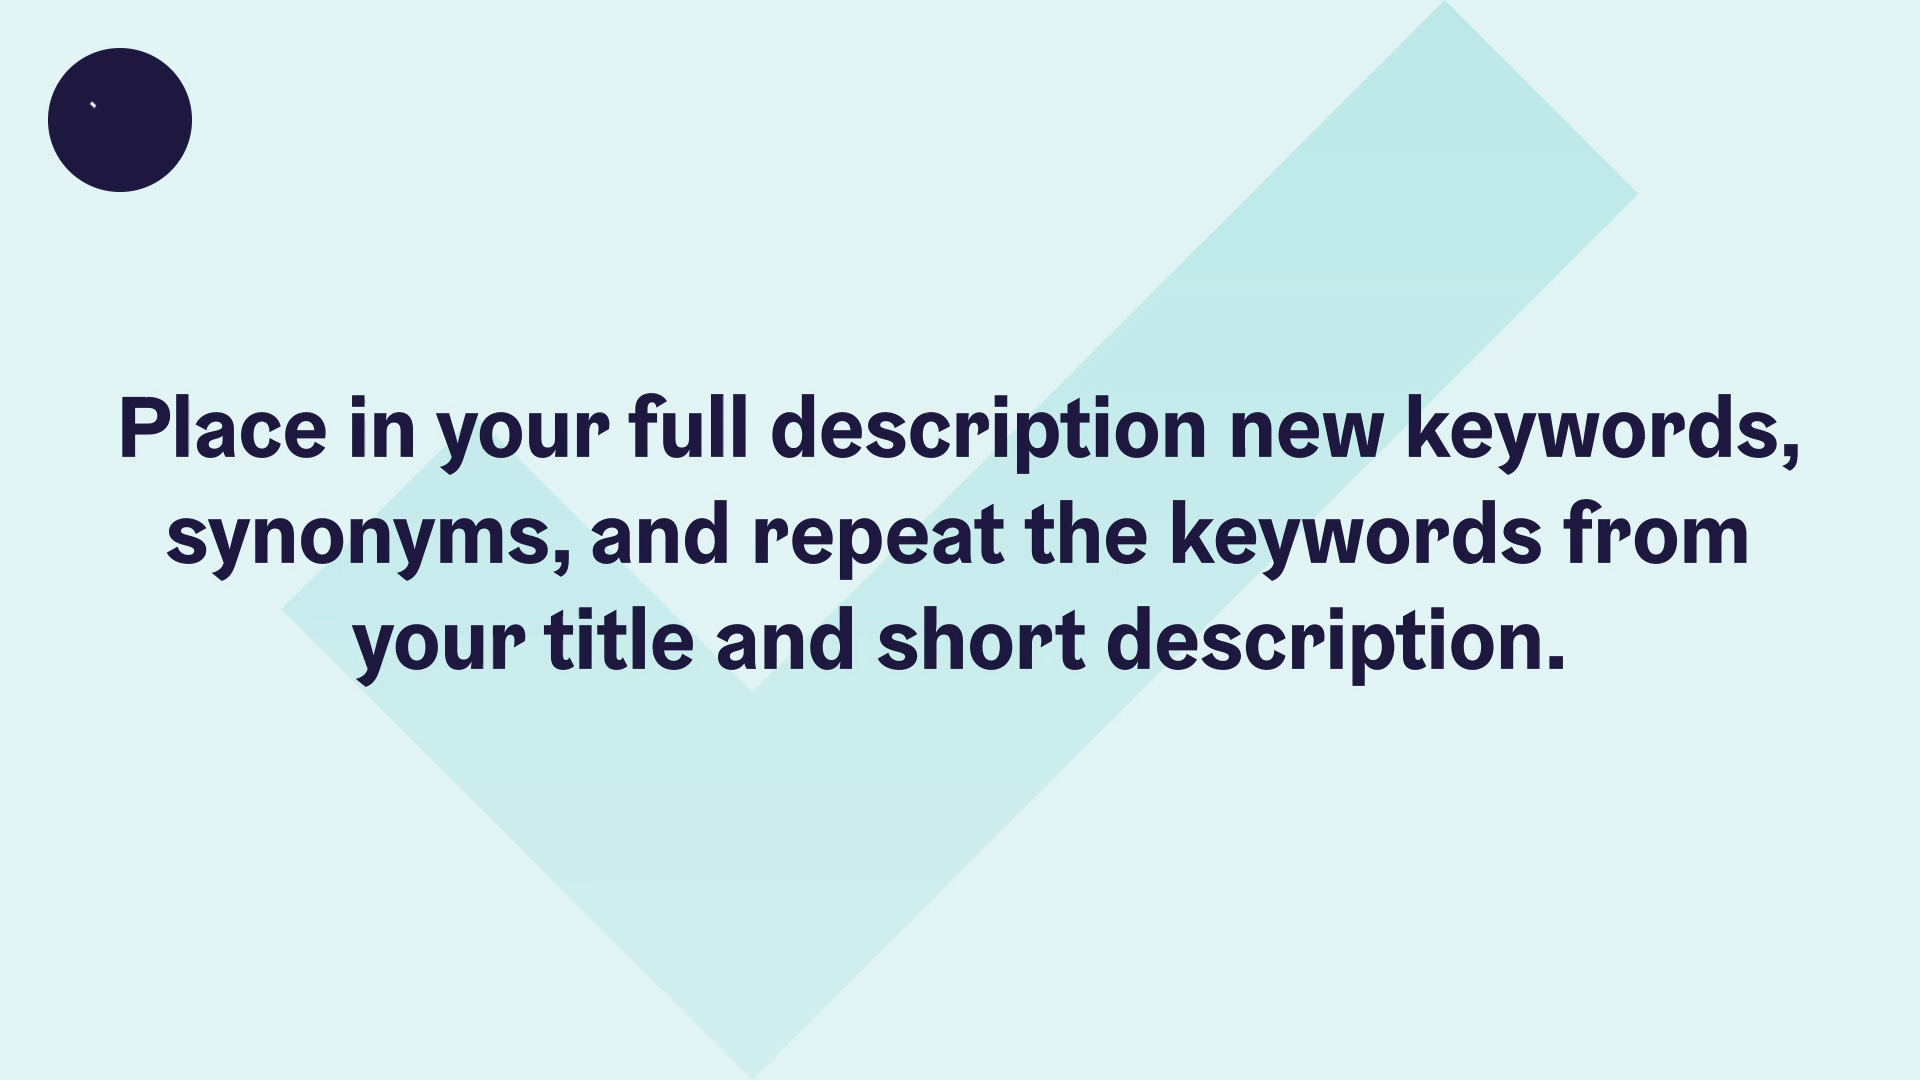 Place in your full description new keywords,
synonyms, and repeat the keywords from
your title and short description.